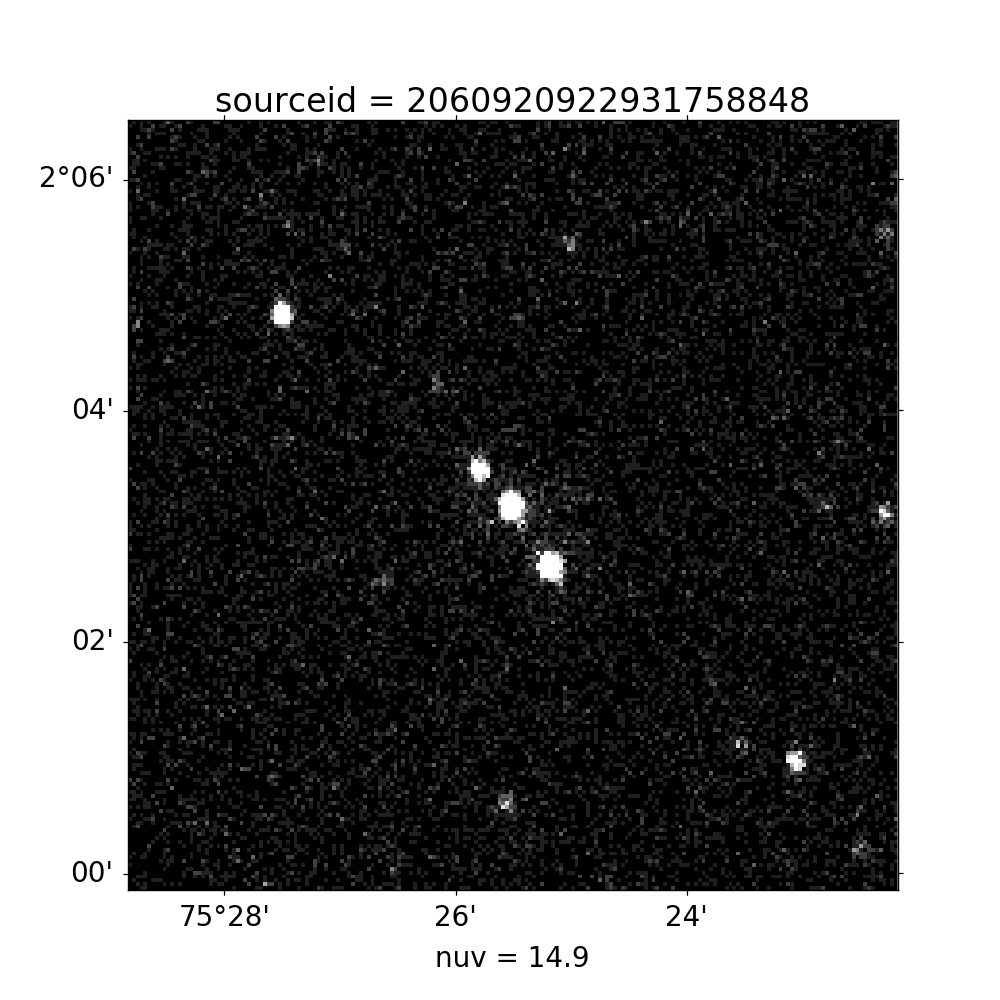 sourceid = 2060920922931758848
2°06'
04'
02'
00'
75°28' 26' 24'
nuv = 14.9